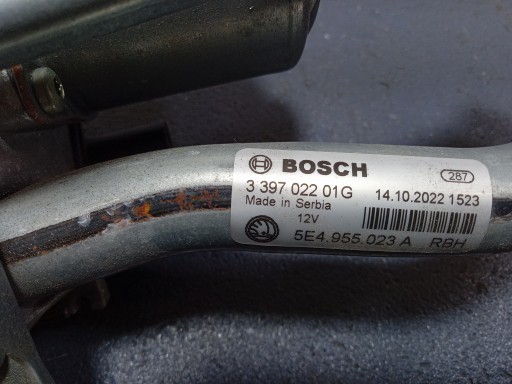 BOSCH
287
3 397 022 01G
14.10.2022 1523
Made in Serbia
12V
5E4.955.023 A RBH